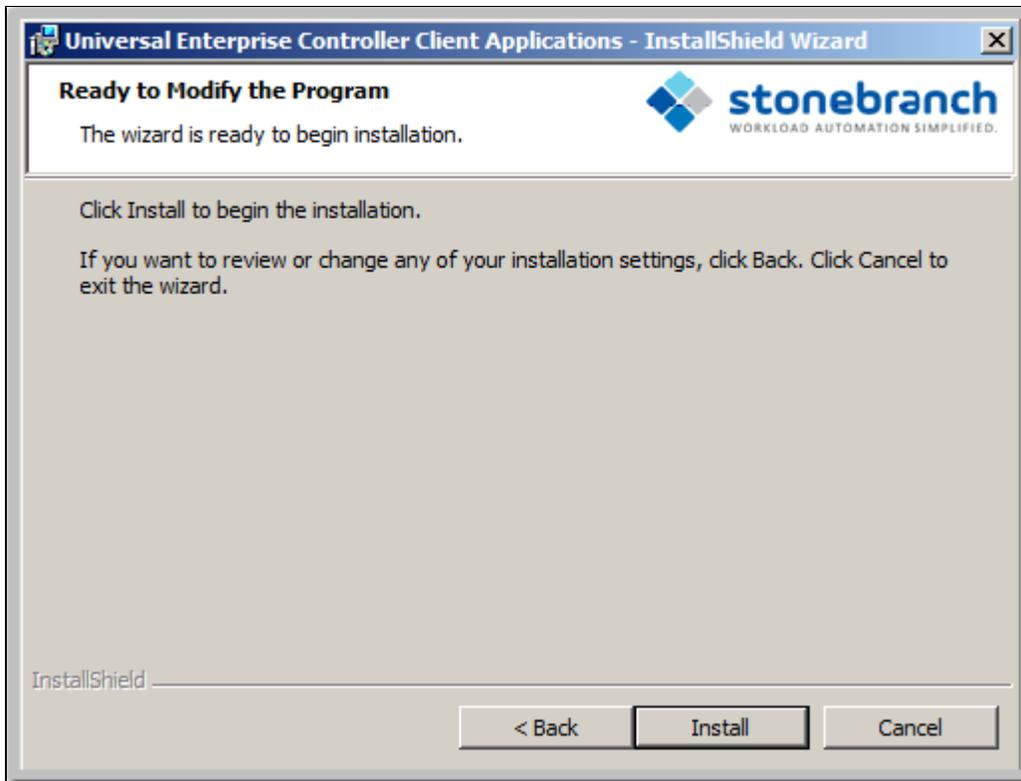 Universal Enterprise Controller Client Applications - InstallShield Wizard
Ready to Modify the Program
The wizard is ready to begin installation.
stonebranch
WORKLOAD AUTOMATION SIMPLIFIED.
Click Install to begin the installation.
If you want to review or change any of your installation settings, click Back. Click Cancel to
exit the wizard.
InstallShield
< Back
Install
Cancel